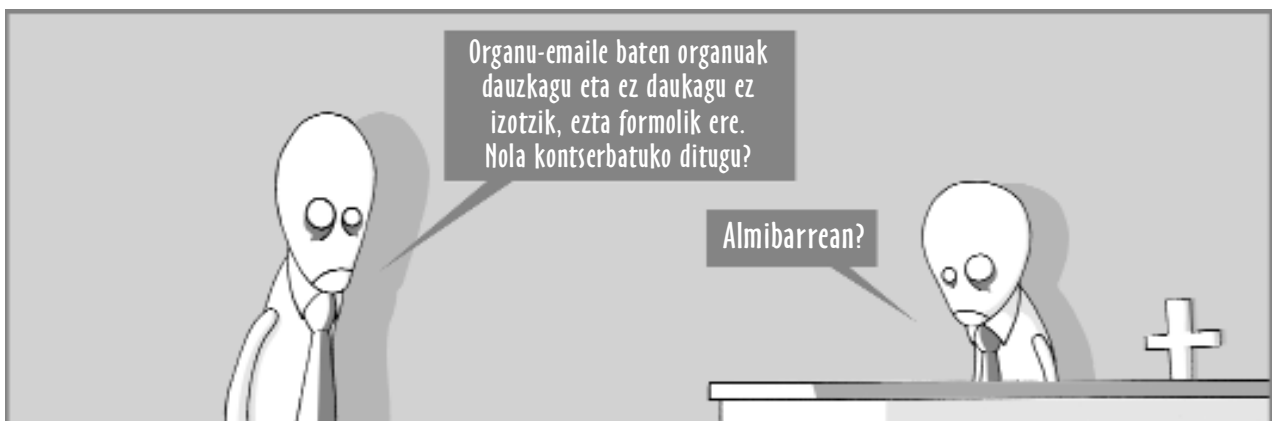 Organu-emaile baten organuak
dauzkagu eta ez daukagu ez
izotzik, ezta formolik ere.
Nola kontserbatuko ditugu?
Almibarrean?